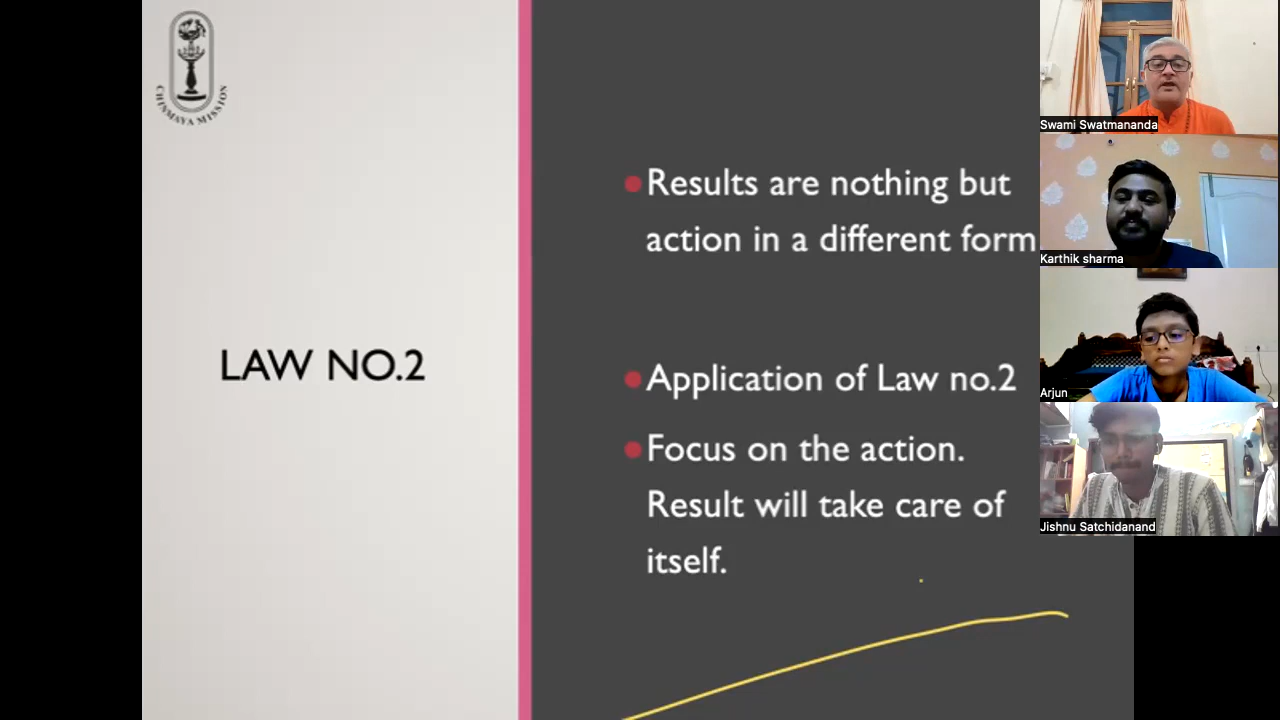 CHINMAYA MISSION
LAW NO.2
Results are nothing but
action in a different form
Application of Law no.2
Focus on the action.
Result will take care of
itself.
Swami Swatmananda
Karthik sharma
Arjun
Jishnu Satchidanand